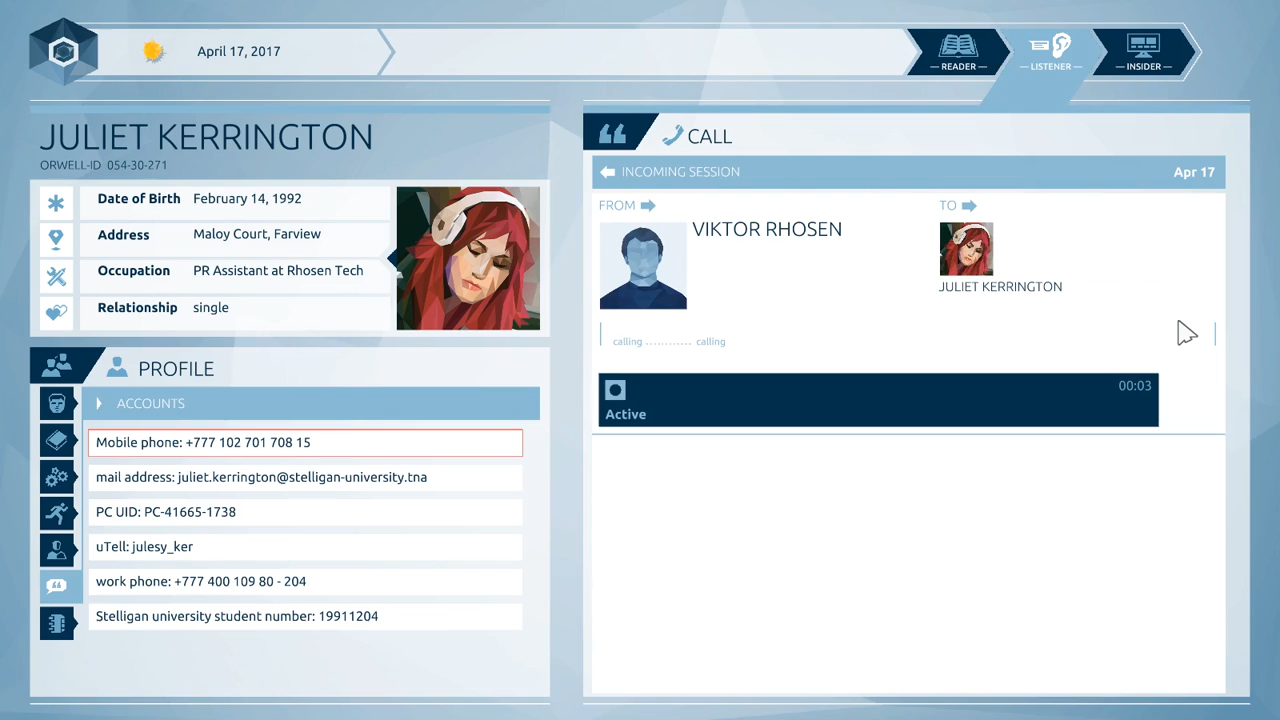 April 17, 2017
— READER —
— LISTENER —
— INSIDER —
JULIET KERRINGTON
ORWELL-ID 054-30-271
Date of Birth February 14, 1992
Address Maloy Court, Farview
Occupation PR Assistant at Rhosen Tech
Relationship single
PROFILE
ACCOUNTS
Mobile phone: +777 102 701 708 15
mail address: juliet.kerrington@stelligan-university.tna
PC UID: PC-41665-1738
uTell: julesy_ker
work phone: +777 400 109 80 - 204
Stelligan university student number: 19911204
CALL
INCOMING SESSION Apr 17
FROM TO
VIKTOR RHOSEN
JULIET KERRINGTON
calling ............ calling
00:03
Active